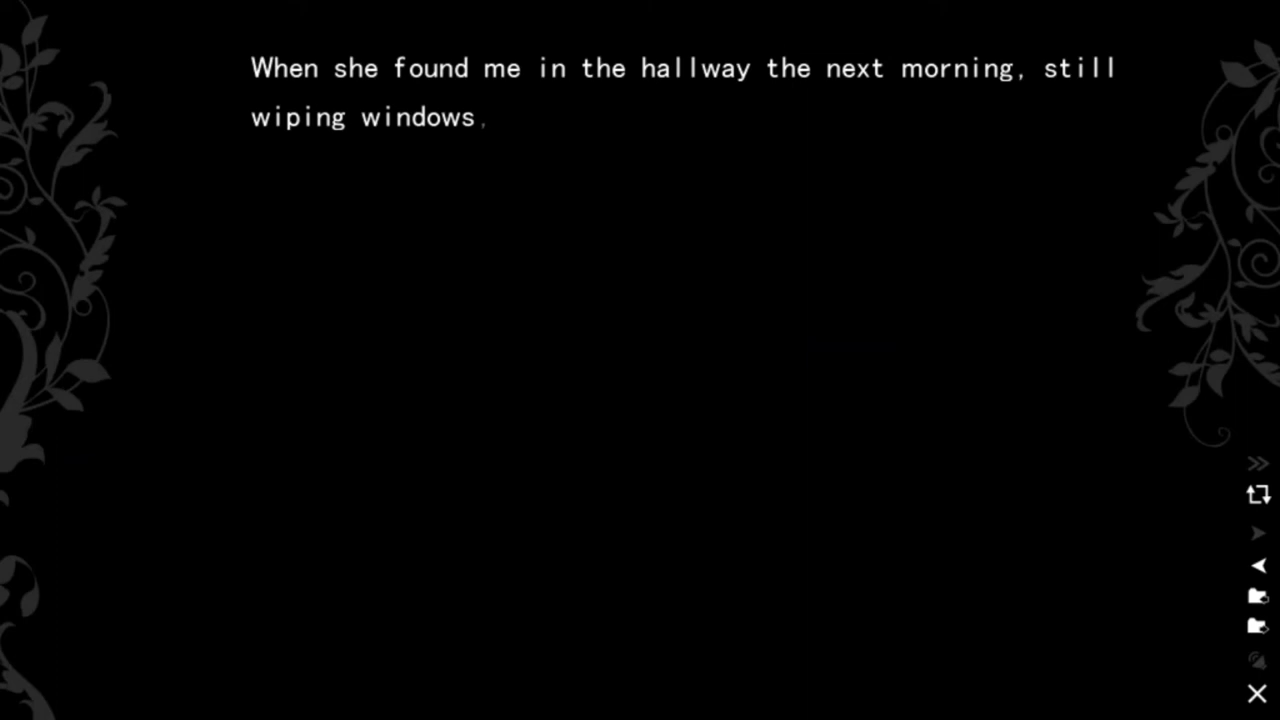 When she found me in the hallway the next morning, still
wiping windows,